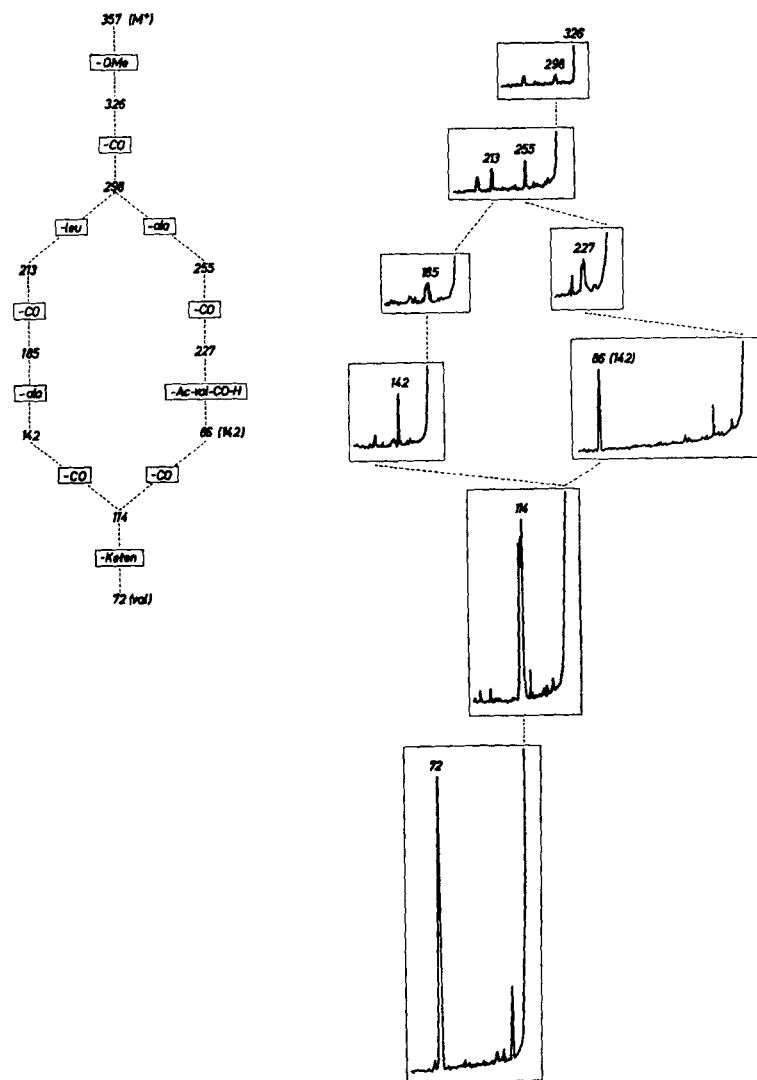 357 (M⁺)
-OMe
326
-CO
298
-leu
-ala
213
255
-CO
-CO
185
227
-ala
-Ac-val-CO-H
142
86 (142)
-CO
-CO
114
-Keten
72 (val)
326
298
213
255
185
227
142
86 (142)
114
72